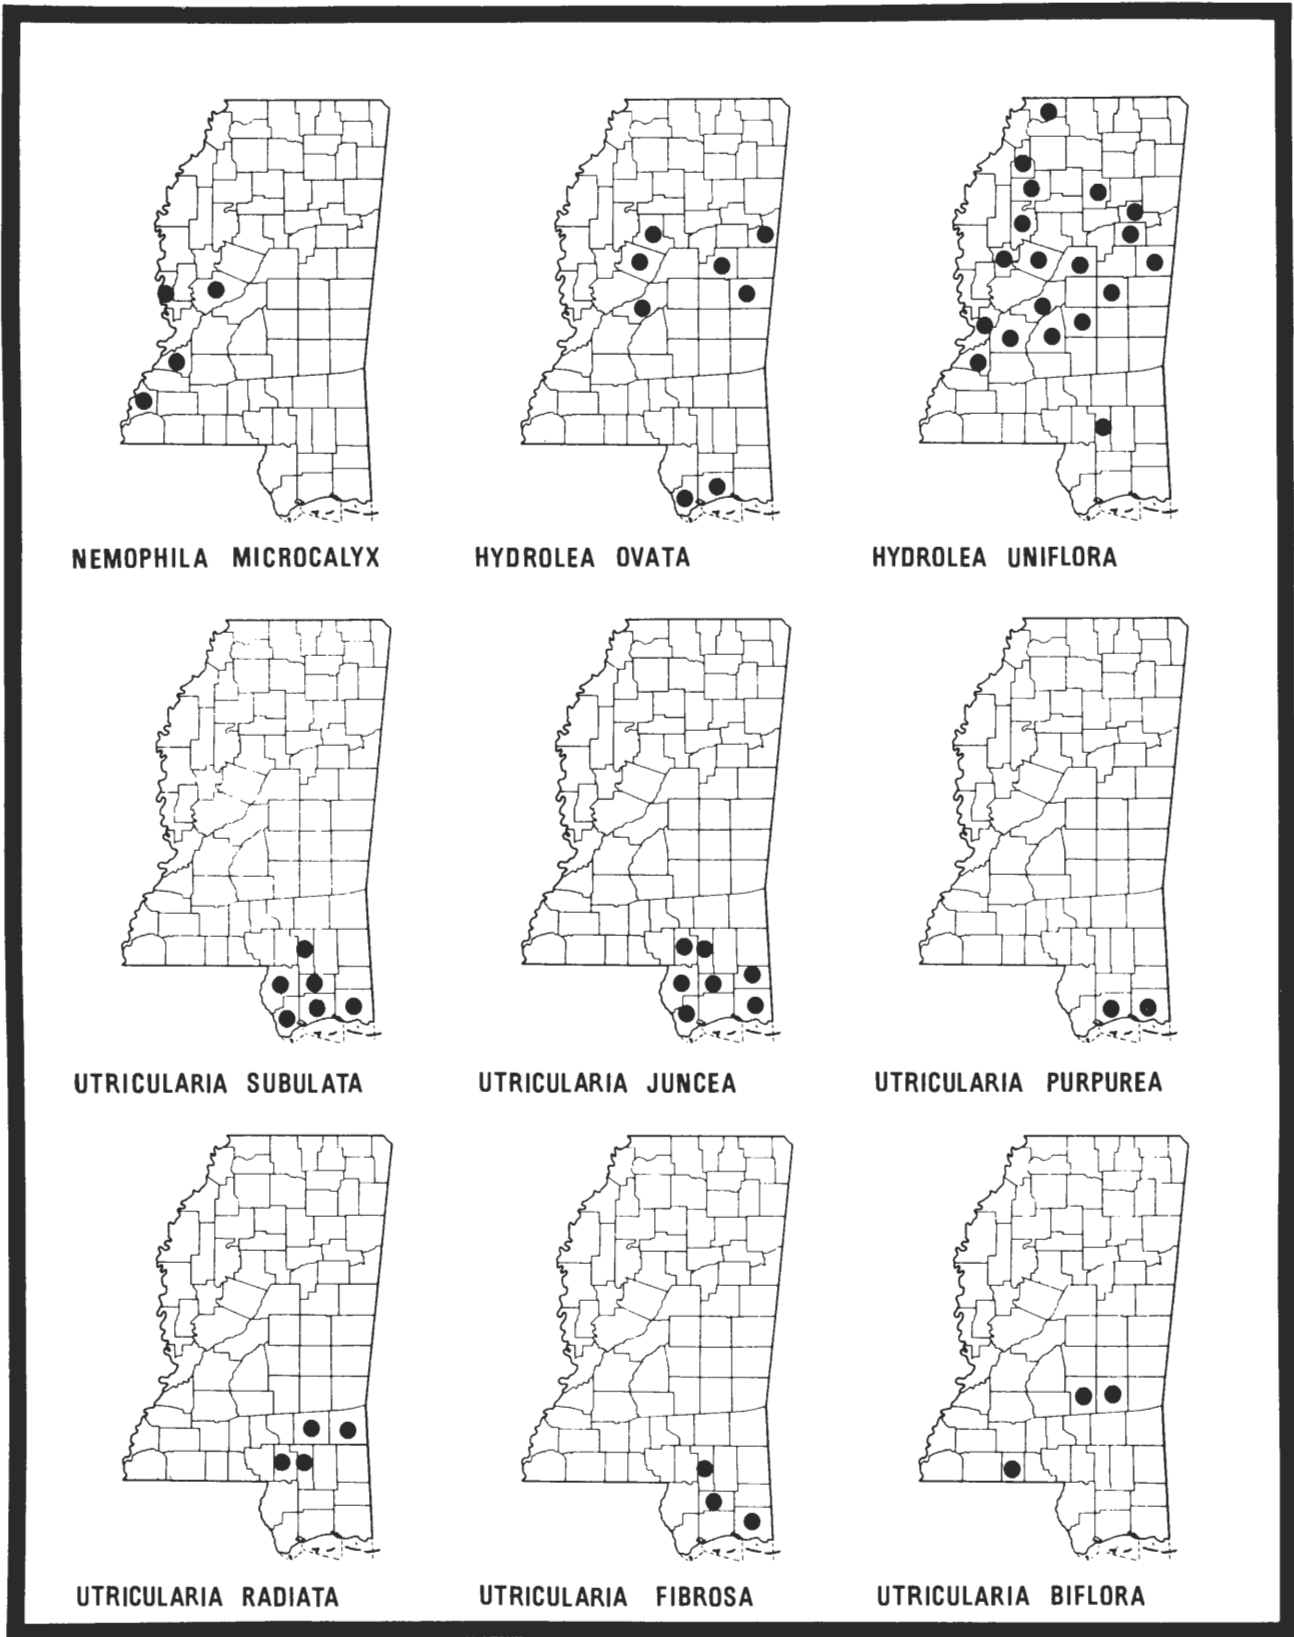 NEMOPHILA MICROCALYX
HYDROLEA OVATA
HYDROLEA UNIFLORA
UTRICULARIA SUBULATA
UTRICULARIA JUNCEA
UTRICULARIA PURPUREA
UTRICULARIA RADIATA
UTRICULARIA FIBROSA
UTRICULARIA BIFLORA